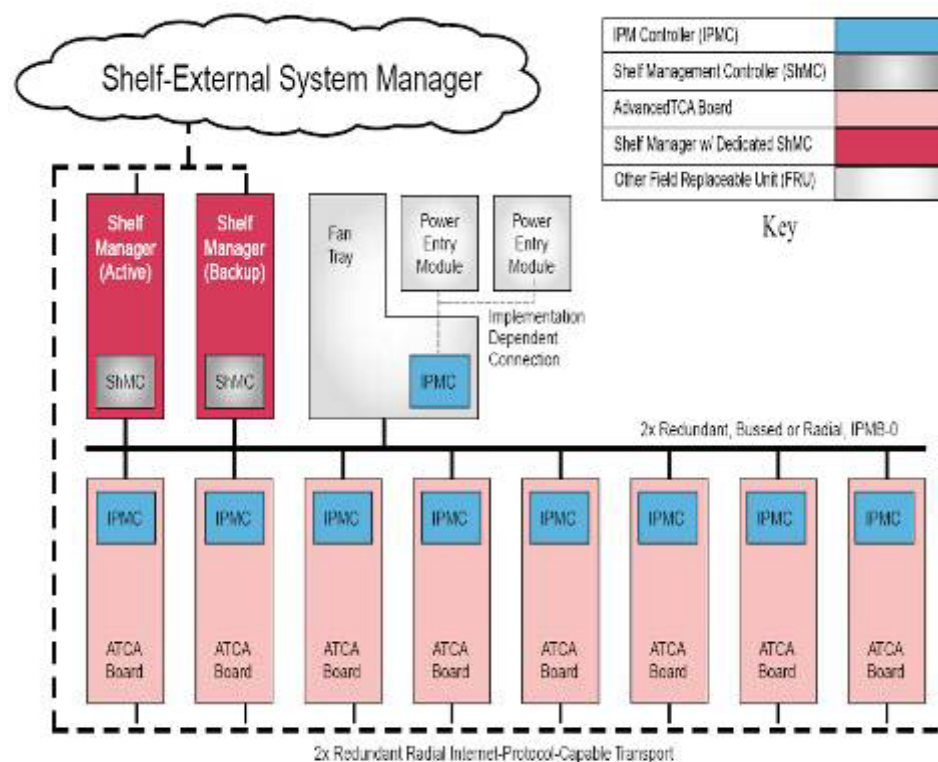 Shelf-External System Manager
IPM Controller (IPMC)
Shelf Management Controller (ShMC)
AdvancedTCA Board
Shelf Manager w/ Dedicated ShMC
Other Field Replaceable Unit (FRU)
Key
Shelf
Manager
(Active)
ShMC
Shelf
Manager
(Backup)
ShMC
Fan
Tray
Power
Entry
Module
Power
Entry
Module
Implementation
Dependent
Connection
IPMC
2x Redundant, Bussed or Radial, IPMB-0
IPMC
IPMC
IPMC
IPMC
IPMC
IPMC
IPMC
IPMC
ATCA
Board
ATCA
Board
ATCA
Board
ATCA
Board
ATCA
Board
ATCA
Board
ATCA
Board
ATCA
Board
2x Redundant Radial Internet-Protocol-Capable Transport